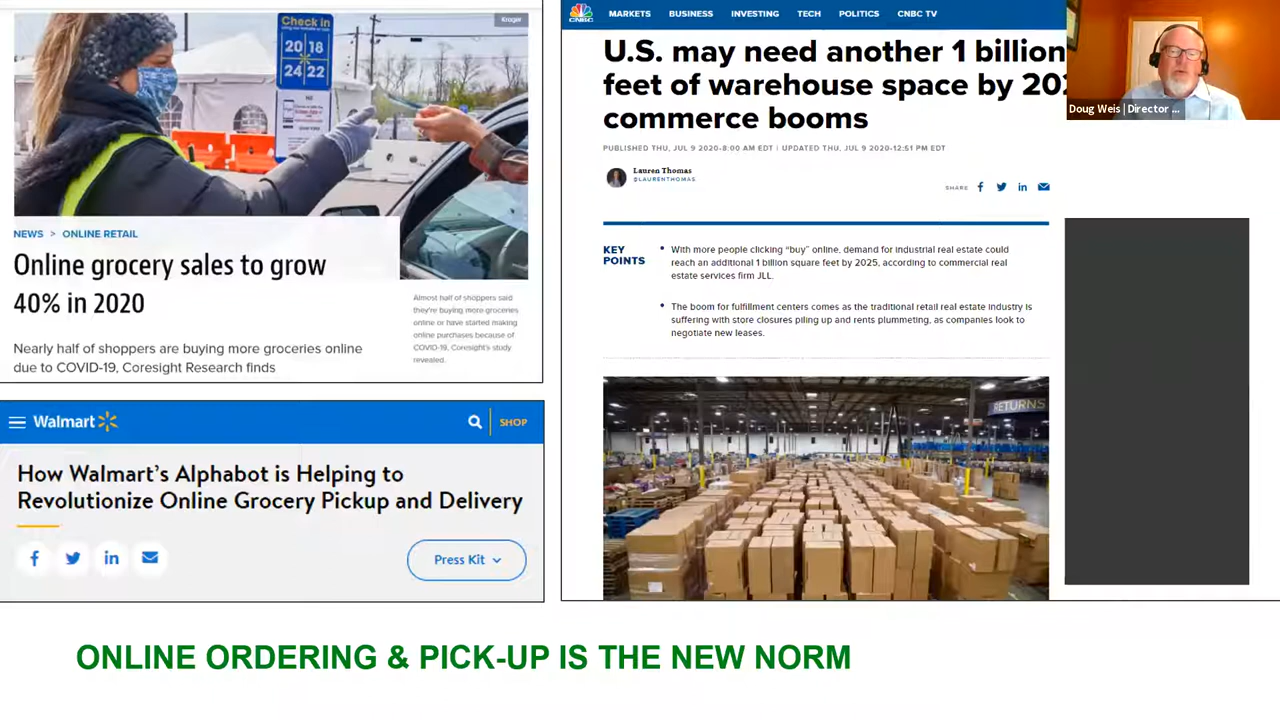 Kroger
Check in
20 18
24 22
NEWS > ONLINE RETAIL
Online grocery sales to grow
40% in 2020
Nearly half of shoppers are buying more groceries online
due to COVID-19, Coresight Research finds
Almost half of shoppers said
they're buying more groceries
online or have started making
online purchases because of
COVID-19, Coresight's study
revealed.
Walmart
SHOP
How Walmart's Alphabot is Helping to
Revolutionize Online Grocery Pickup and Delivery
Press Kit
CNBC
MARKETS BUSINESS INVESTING TECH POLITICS CNBC TV
U.S. may need another 1 billion
feet of warehouse space by
commerce booms
PUBLISHED THU, JUL 9 2020-8:00 AM EDT | UPDATED THU, JUL 9 2020-12:51 PM EDT
Lauren Thomas
@LAURENTHOMAS
SHARE
KEY
POINTS
With more people clicking “buy” online, demand for industrial real estate could
reach an additional 1 billion square feet by 2025, according to commercial real
estate services firm JLL.
The boom for fulfillment centers comes as the traditional retail real estate industry is
suffering with store closures piling up and rents plummeting, as companies look to
negotiate new leases.
RETURNS
Doug Weis | Director ...
ONLINE ORDERING & PICK-UP IS THE NEW NORM